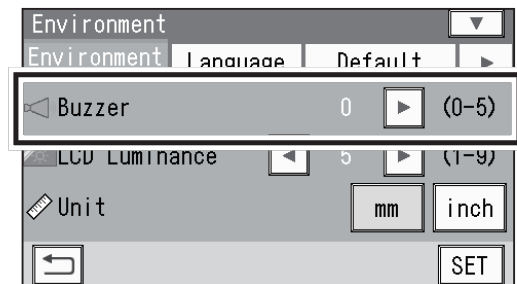 Environment
Environment Language Default
Buzzer 0 (0-5)
LCD Luminance 5 (1-9)
Unit mm inch
SET